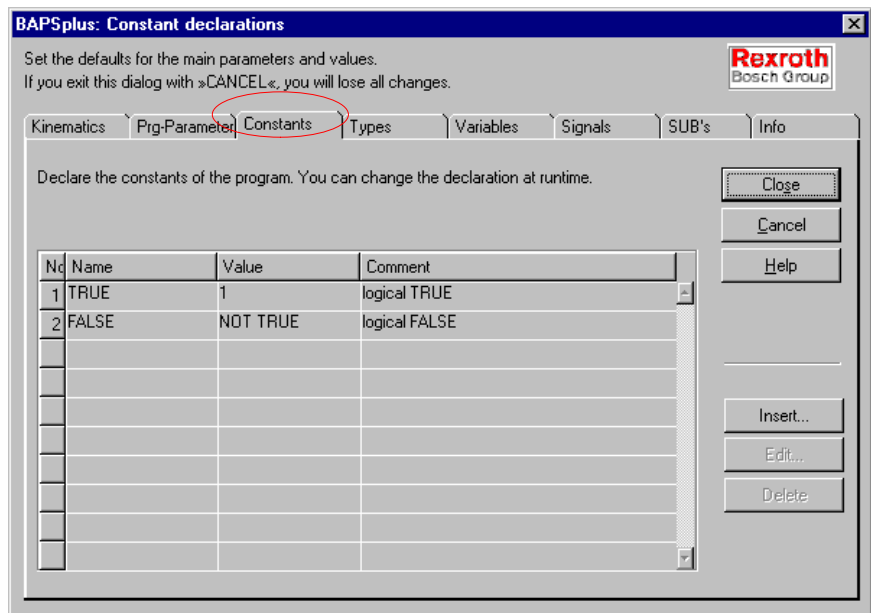 BAPSplus: Constant declarations
Set the defaults for the main parameters and values.
If you exit this dialog with »CANCEL«, you will lose all changes.
Rexroth
Bosch Group
Kinematics Prg-Parameter Constants Types Variables Signals SUB's Info
Declare the constants of the program. You can change the declaration at runtime.
Close
Cancel
Help
Nc Name Value Comment
1 TRUE 1 logical TRUE
2 FALSE NOT TRUE logical FALSE
Insert...
Edit...
Delete